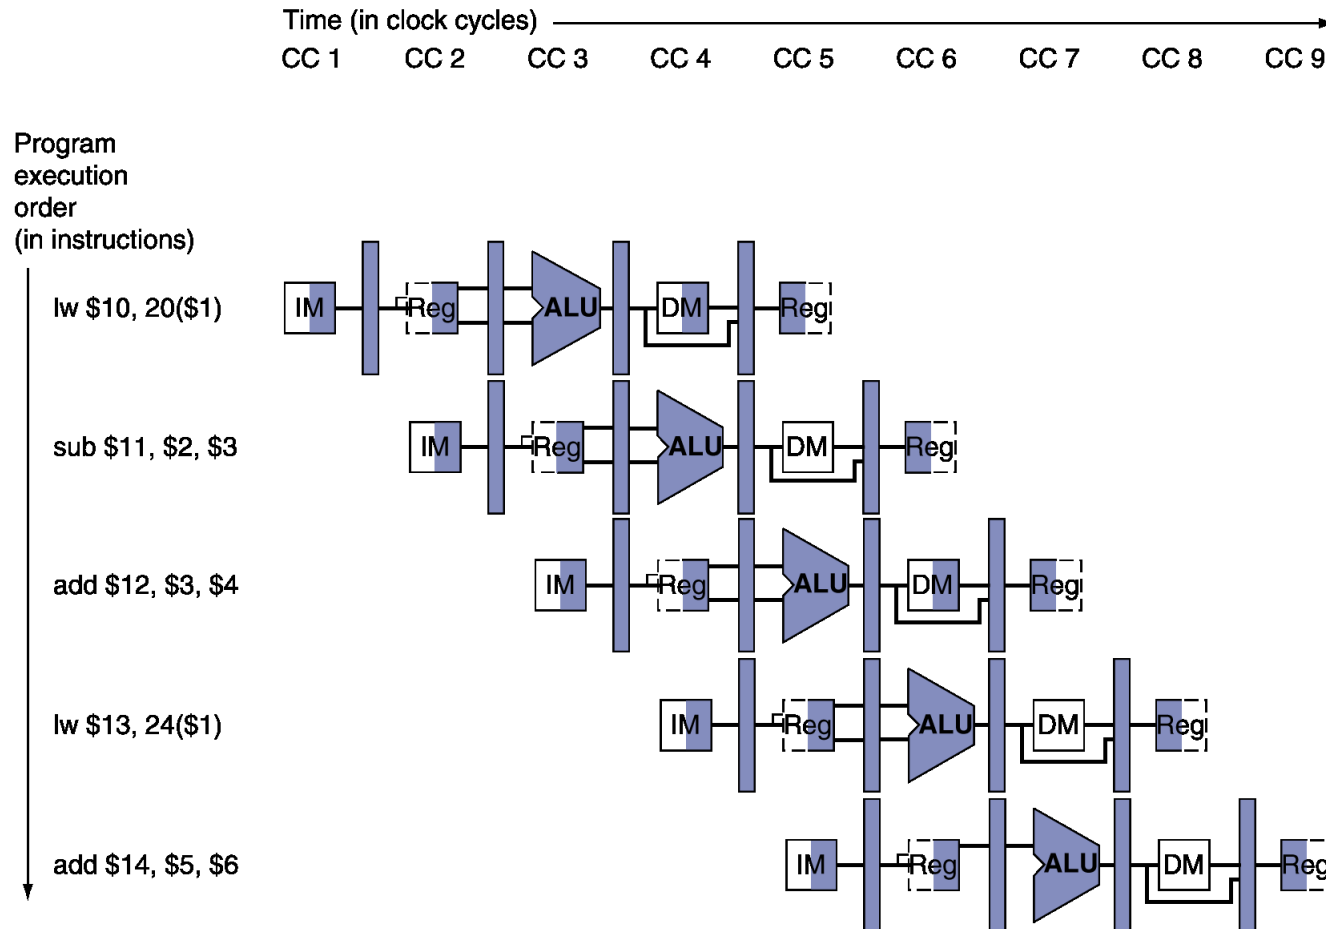 Time (in clock cycles)
CC 1 CC 2 CC 3 CC 4 CC 5 CC 6 CC 7 CC 8 CC 9
Program
execution
order
(in instructions)
lw $10, 20($1) IM Reg ALU DM Reg
sub $11, $2, $3 IM Reg ALU DM Reg
add $12, $3, $4 IM Reg ALU DM Reg
lw $13, 24($1) IM Reg ALU DM Reg
add $14, $5, $6 IM Reg ALU DM Reg